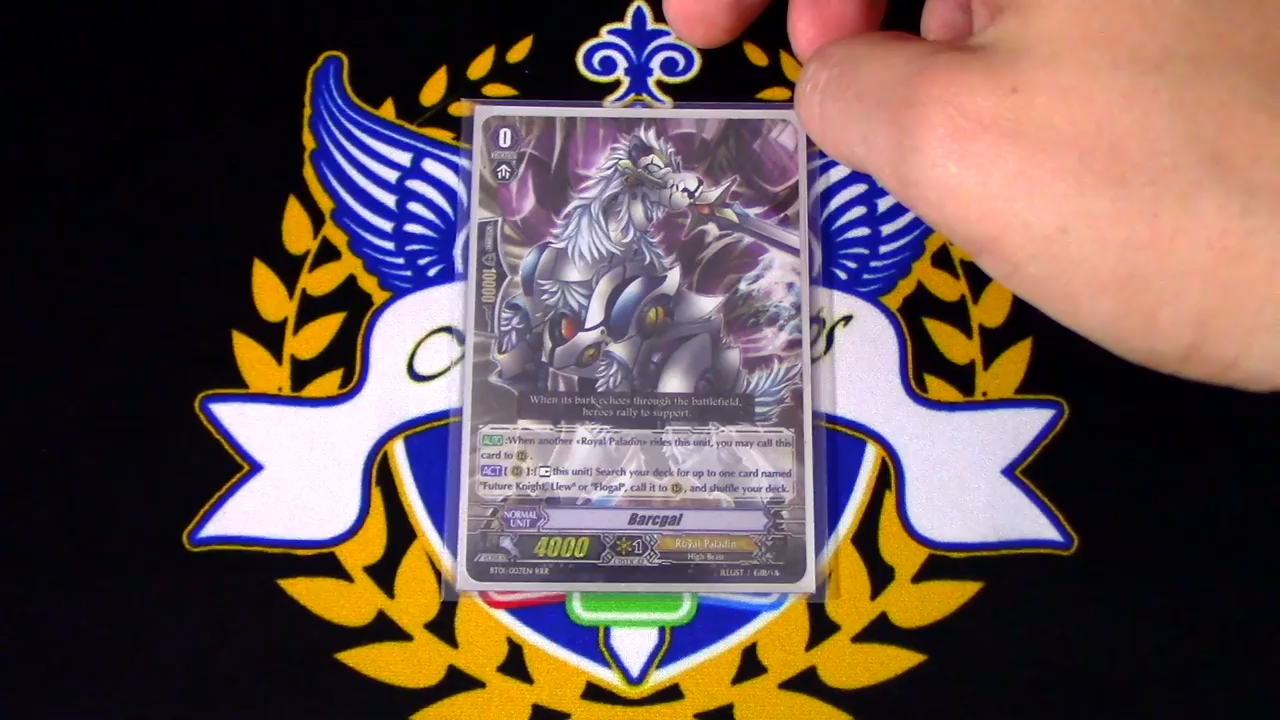 0
10000
When its bark echoes through the battlefield,
heroes rally to support.
AUTO :When another «Royal Paladin» rides this unit, you may call this
card to R.
ACT [R]:[this unit] Search your deck for up to one card named
"Future Knight, Llew" or "Flogal", call it to R, and shuffle your deck.
NORMAL
UNIT
Barcgal
POWER 4000
1
CRITICAL
Royal Paladin
High Beast
BT01-007EN RRR
ILLUST /